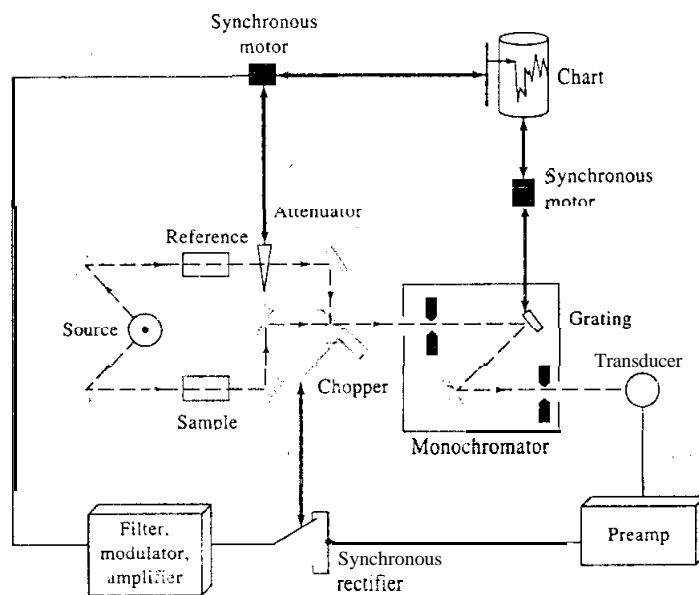 Synchronous
motor
Chart
Synchronous
motor
Attenuator
Reference
Source
Grating
Transducer
Chopper
Sample
Monochromator
Filter,
modulator,
amplifier
Preamp
Synchronous
rectifier